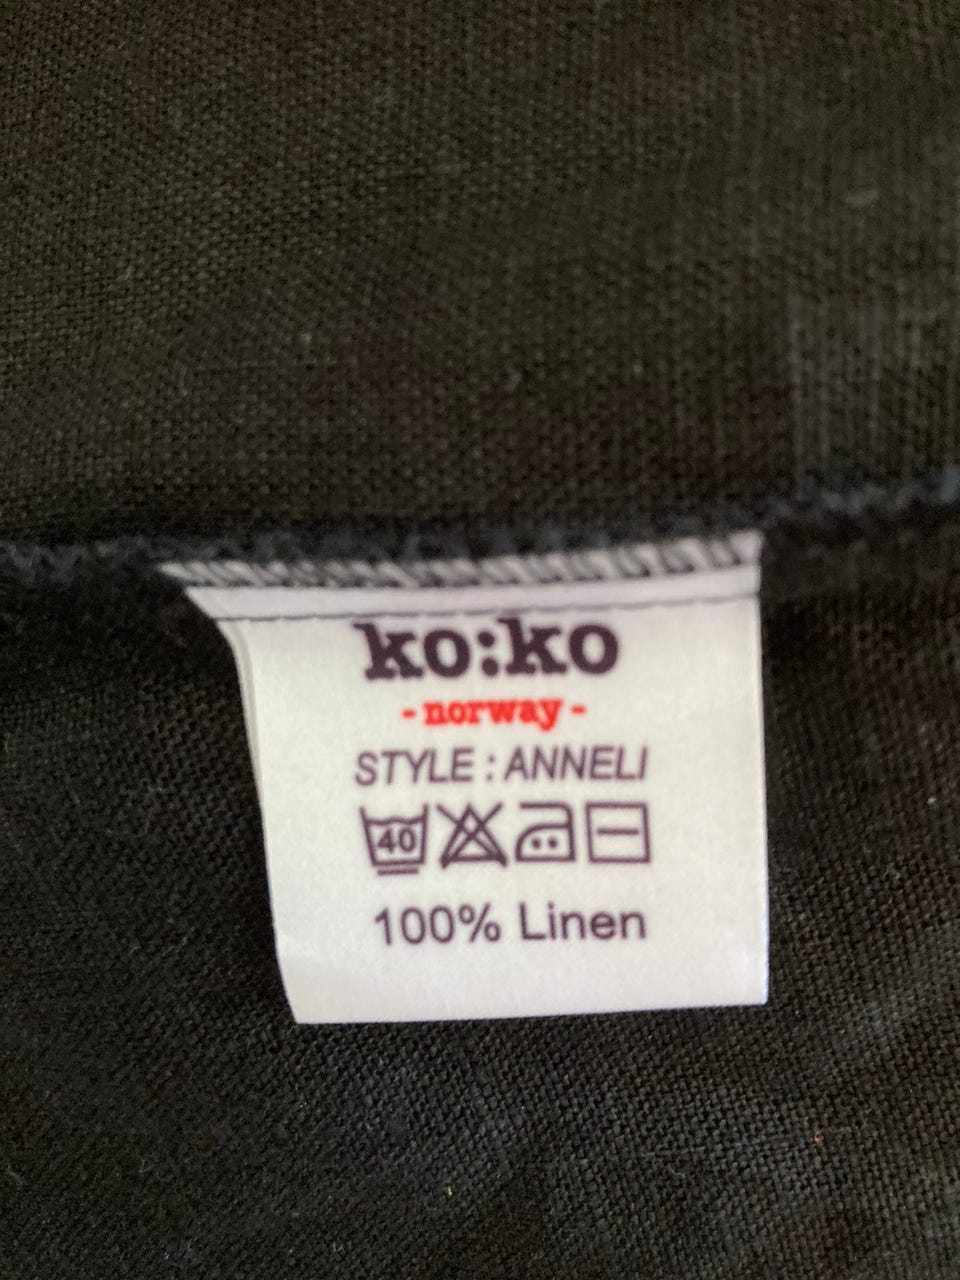 ko:ko
- norway -
STYLE : ANNELI
40
100% Linen